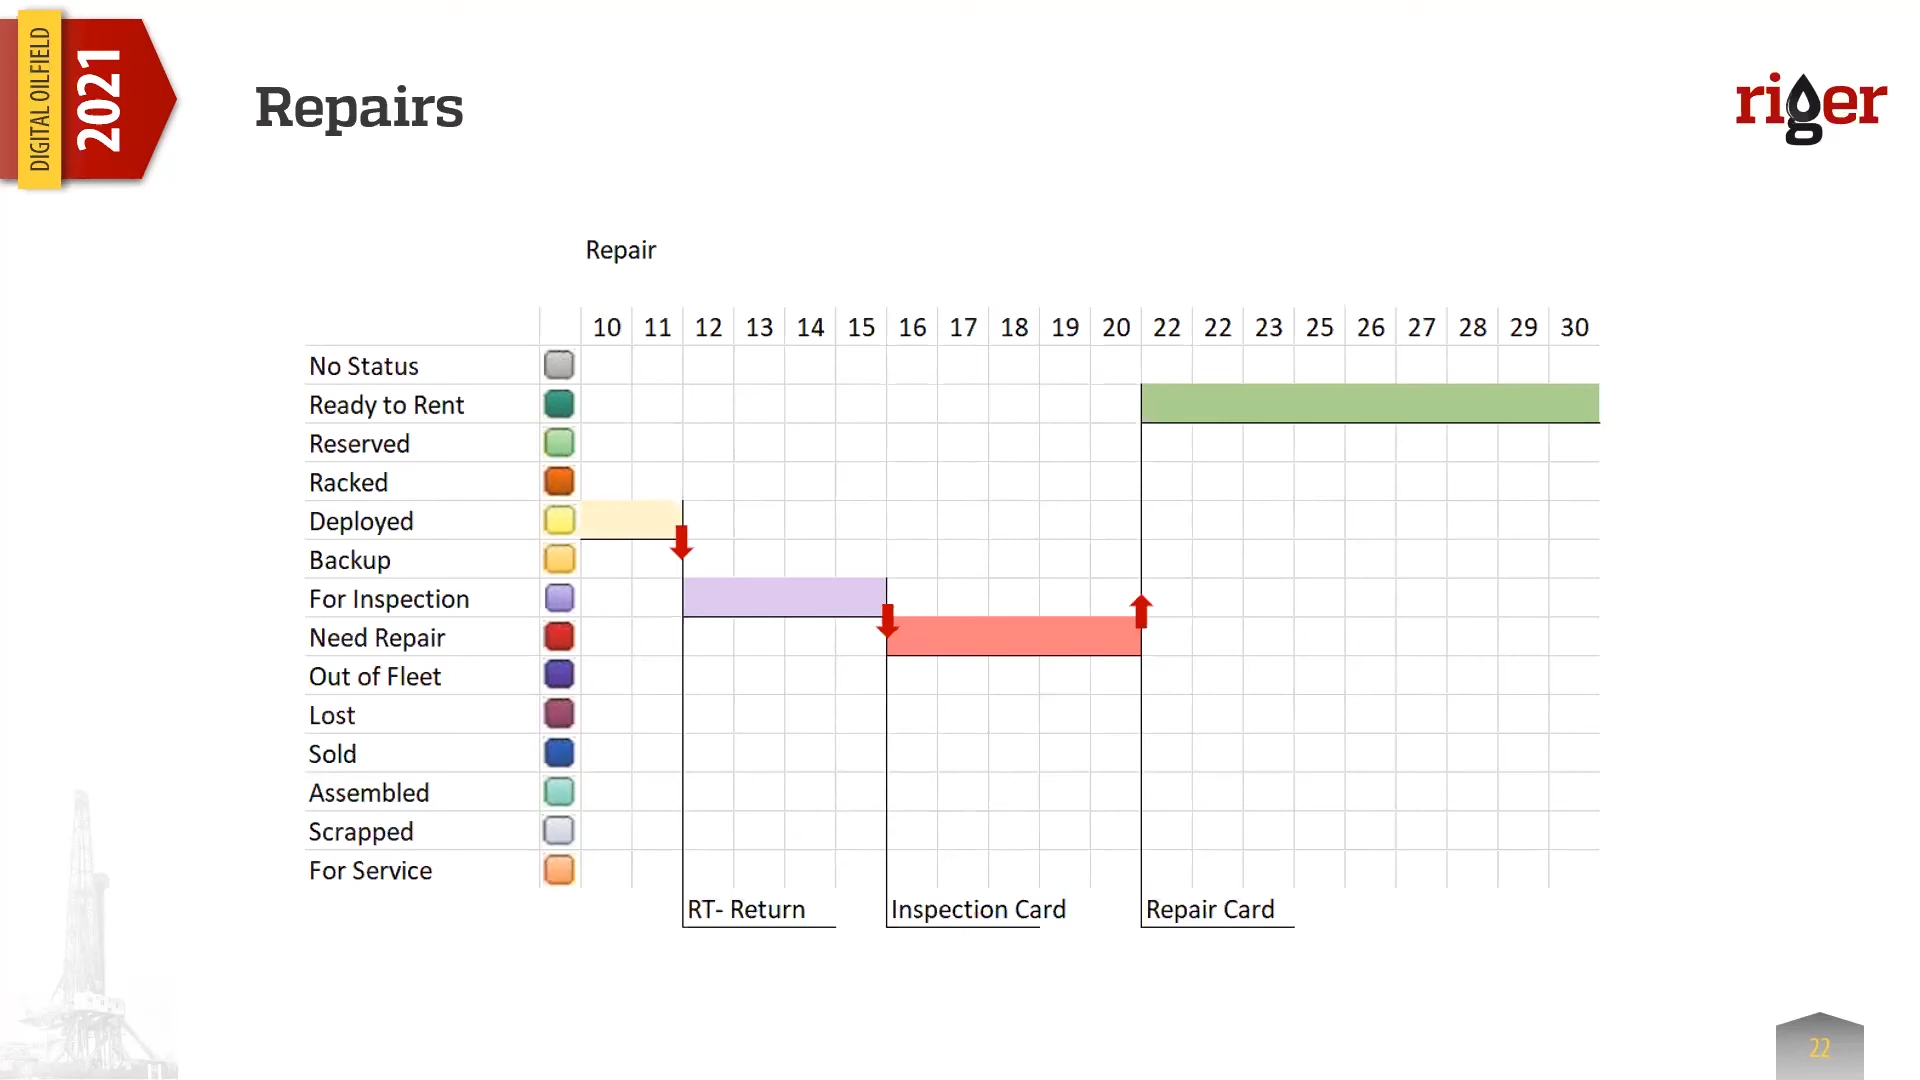 DIGITAL OILFIELD
2021
Repairs
riger
Repair
10 11 12 13 14 15 16 17 18 19 20 22 22 23 25 26 27 28 29 30
No Status
Ready to Rent
Reserved
Racked
Deployed
Backup
For Inspection
Need Repair
Out of Fleet
Lost
Sold
Assembled
Scrapped
For Service
RT- Return Inspection Card Repair Card
22